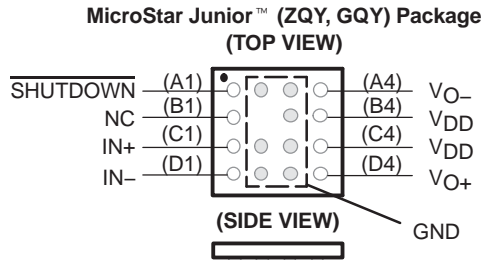 MicroStar Junior™ (ZQY, GQY) Package
(TOP VIEW)
SHUTDOWN (A1) (A4) VO–
NC (B1) (B4) VDD
IN+ (C1) (C4) VDD
IN– (D1) (D4) VO+
(SIDE VIEW)
GND